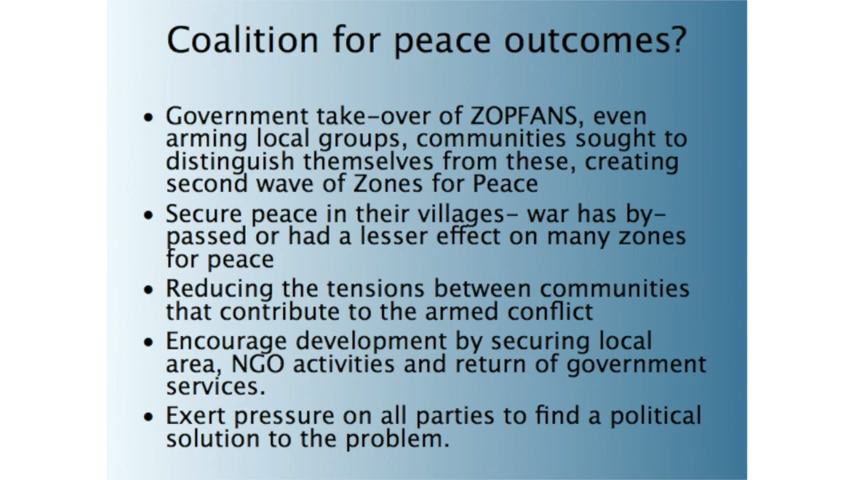 Coalition for peace outcomes?
• Government take-over of ZOPFANS, even
arming local groups, communities sought to
distinguish themselves from these, creating
second wave of Zones for Peace
• Secure peace in their villages- war has by-
passed or had a lesser effect on many zones
for peace
• Reducing the tensions between communities
that contribute to the armed conflict
• Encourage development by securing local
area, NGO activities and return of government
services.
• Exert pressure on all parties to find a political
solution to the problem.